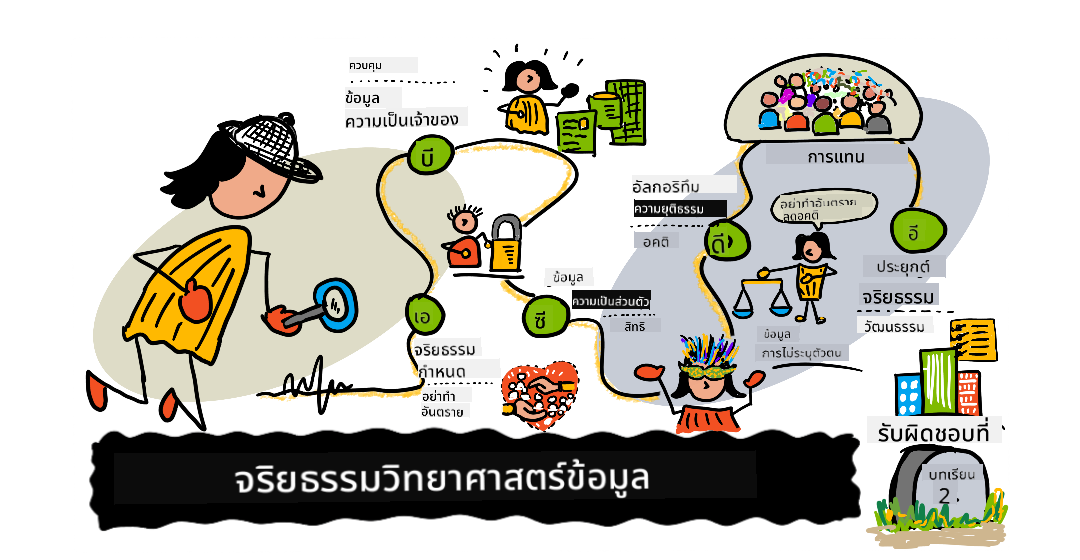 ควบคุม
ข้อมูล
ความเป็นเจ้าของ
บี
เอ
จริยธรรม
กำหนด
อย่าทำ
อันตราย
ซี
ข้อมูล
ความเป็นส่วนตัว
สิทธิ
อัลกอริทึม
ความยุติธรรม
อคติ
ดี
การแทน
อย่าทำอันตราย
ลดอคติ
ข้อมูล
การไม่ระบุตัวตน
อี
ประยุกต์
จริยธรรม
วัฒนธรรม
รับผิดชอบที่
บทเรียน
2
จริยธรรมวิทยาศาสตร์ข้อมูล